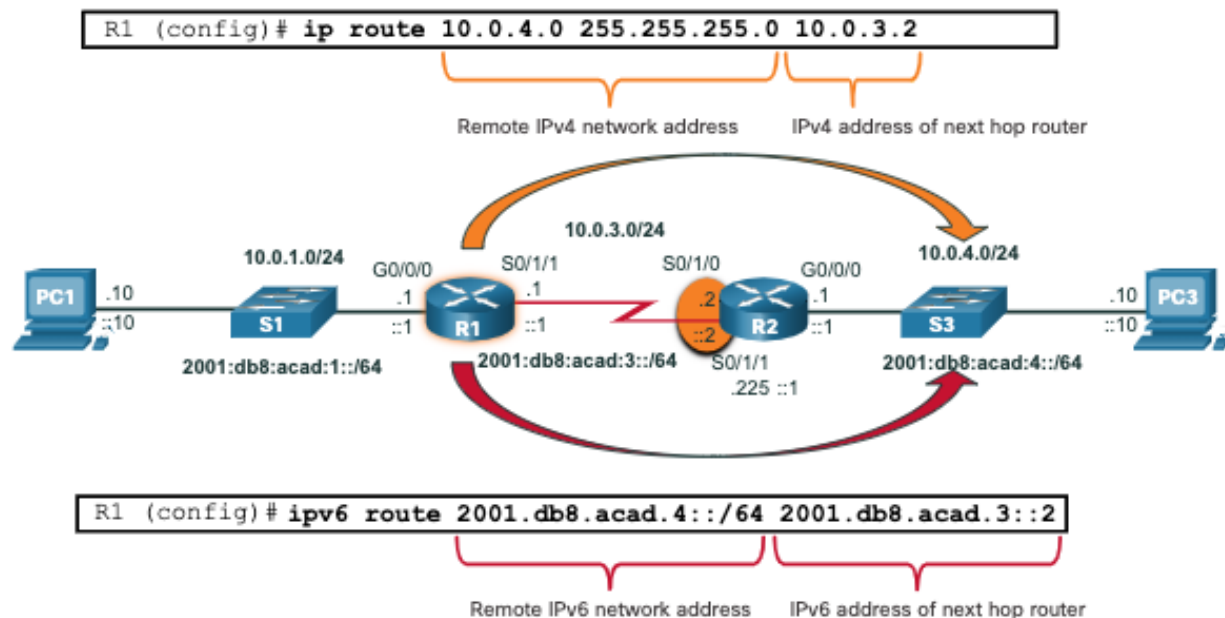 R1 (config)# ip route 10.0.4.0 255.255.255.0 10.0.3.2
Remote IPv4 network address IPv4 address of next hop router
10.0.3.0/24
10.0.1.0/24 10.0.4.0/24
G0/0/0 S0/1/1 S0/1/0 G0/0/0
PC1 .10 .1 .1 .2 .1 .10 PC3
::10 S1 ::1 R1 ::1 ::2 R2 ::1 S3 ::10
2001:db8:acad:1::/64 2001:db8:acad:3::/64 S0/1/1 2001:db8:acad:4::/64
.225 ::1
R1 (config)# ipv6 route 2001.db8.acad.4::/64 2001.db8.acad.3::2
Remote IPv6 network address IPv6 address of next hop router